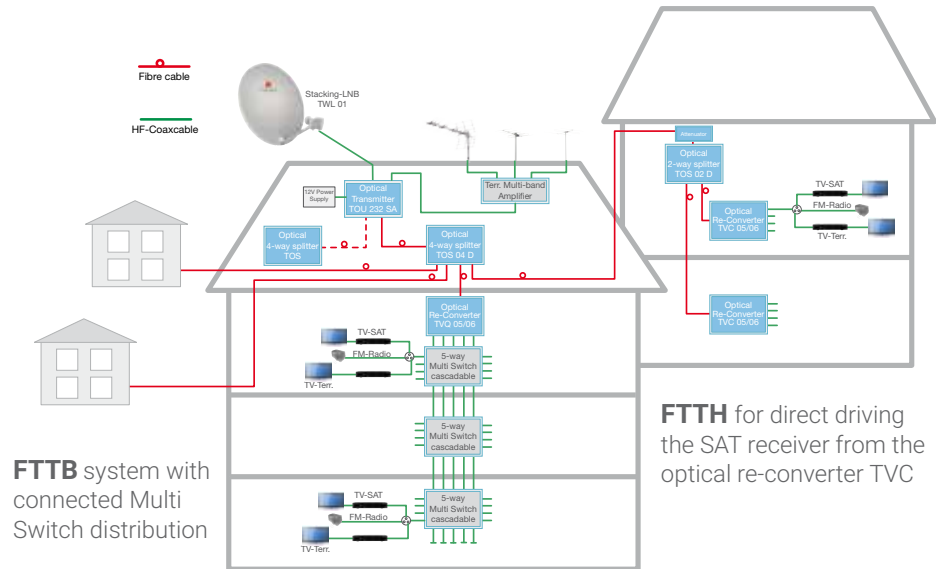 Fibre cable
HF-Coaxcable
Stacking-LNB
TWL 01
12V Power
Supply
Optical
Transmitter
TOU 232 SA
Terr. Multi-band
Amplifier
Optical
4-way splitter
TOS
Optical
4-way splitter
TOS 04 D
Attenuator
Optical
2-way splitter
TOS 02 D
Optical
Re-Converter
TVC 05/06
TV-SAT
FM-Radio
TV-Terr.
Optical
Re-Converter
TVC 05/06
Optical
Re-Converter
TVQ 05/06
TV-SAT
FM-Radio
TV-Terr.
5-way
Multi Switch
cascadable
5-way
Multi Switch
cascadable
TV-SAT
FM-Radio
TV-Terr.
5-way
Multi Switch
cascadable
FTTB system with
connected Multi
Switch distribution
FTTH for direct driving
the SAT receiver from the
optical re-converter TVC